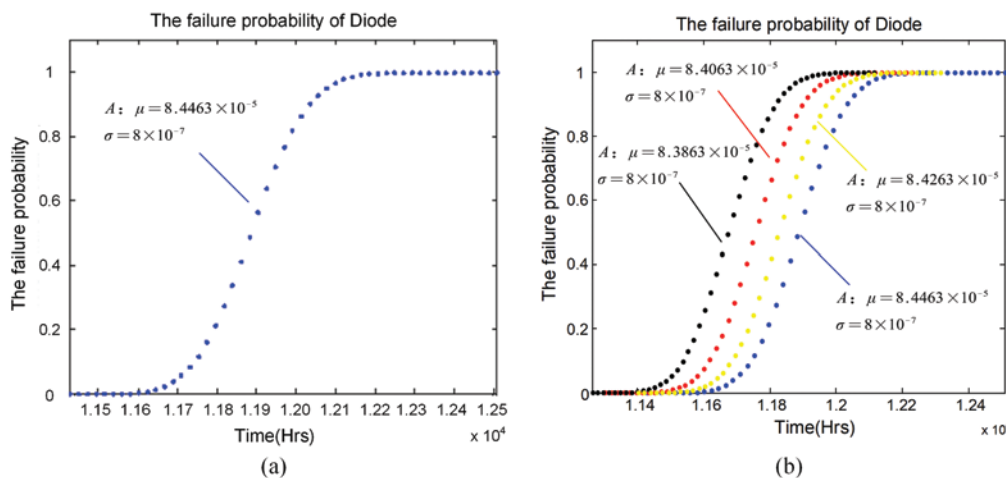 The failure probability of Diode
The failure probability
1
0.8
0.6
0.4
0.2
0
A： μ＝8.4463×10⁻⁵
σ＝8×10⁻⁷
1.15 1.16 1.17 1.18 1.19 1.20 1.21 1.22 1.23 1.24 1.25
Time(Hrs)
x 10⁴
(a)
The failure probability of Diode
The failure probability
1
0.8
0.6
0.4
0.2
0
A： μ＝8.4063×10⁻⁵
σ＝8×10⁻⁷
A： μ＝8.3863×10⁻⁵
σ＝8×10⁻⁷
A： μ＝8.4263×10⁻⁵
σ＝8×10⁻⁷
A： μ＝8.4463×10⁻⁵
σ＝8×10⁻⁷
1.14 1.16 1.18 1.2 1.22 1.24
Time(Hrs)
x 10
(b)